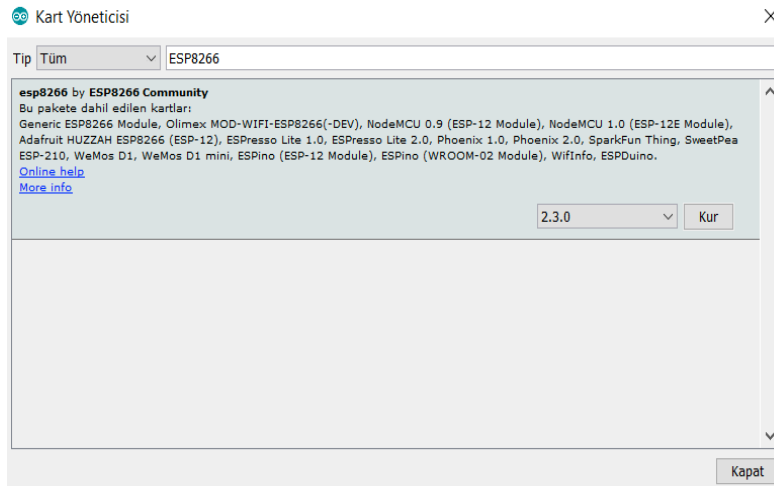 Kart Yöneticisi
Tip Tüm ESP8266
esp8266 by ESP8266 Community
Bu pakete dahil edilen kartlar:
Generic ESP8266 Module, Olimex MOD-WIFI-ESP8266(-DEV), NodeMCU 0.9 (ESP-12 Module), NodeMCU 1.0 (ESP-12E Module),
Adafruit HUZZAH ESP8266 (ESP-12), ESPresso Lite 1.0, ESPresso Lite 2.0, Phoenix 1.0, Phoenix 2.0, SparkFun Thing, SweetPea
ESP-210, WeMos D1, WeMos D1 mini, ESPino (ESP-12 Module), ESPino (WROOM-02 Module), WifInfo, ESPDuino.
Online help
More info
2.3.0 Kur
Kapat